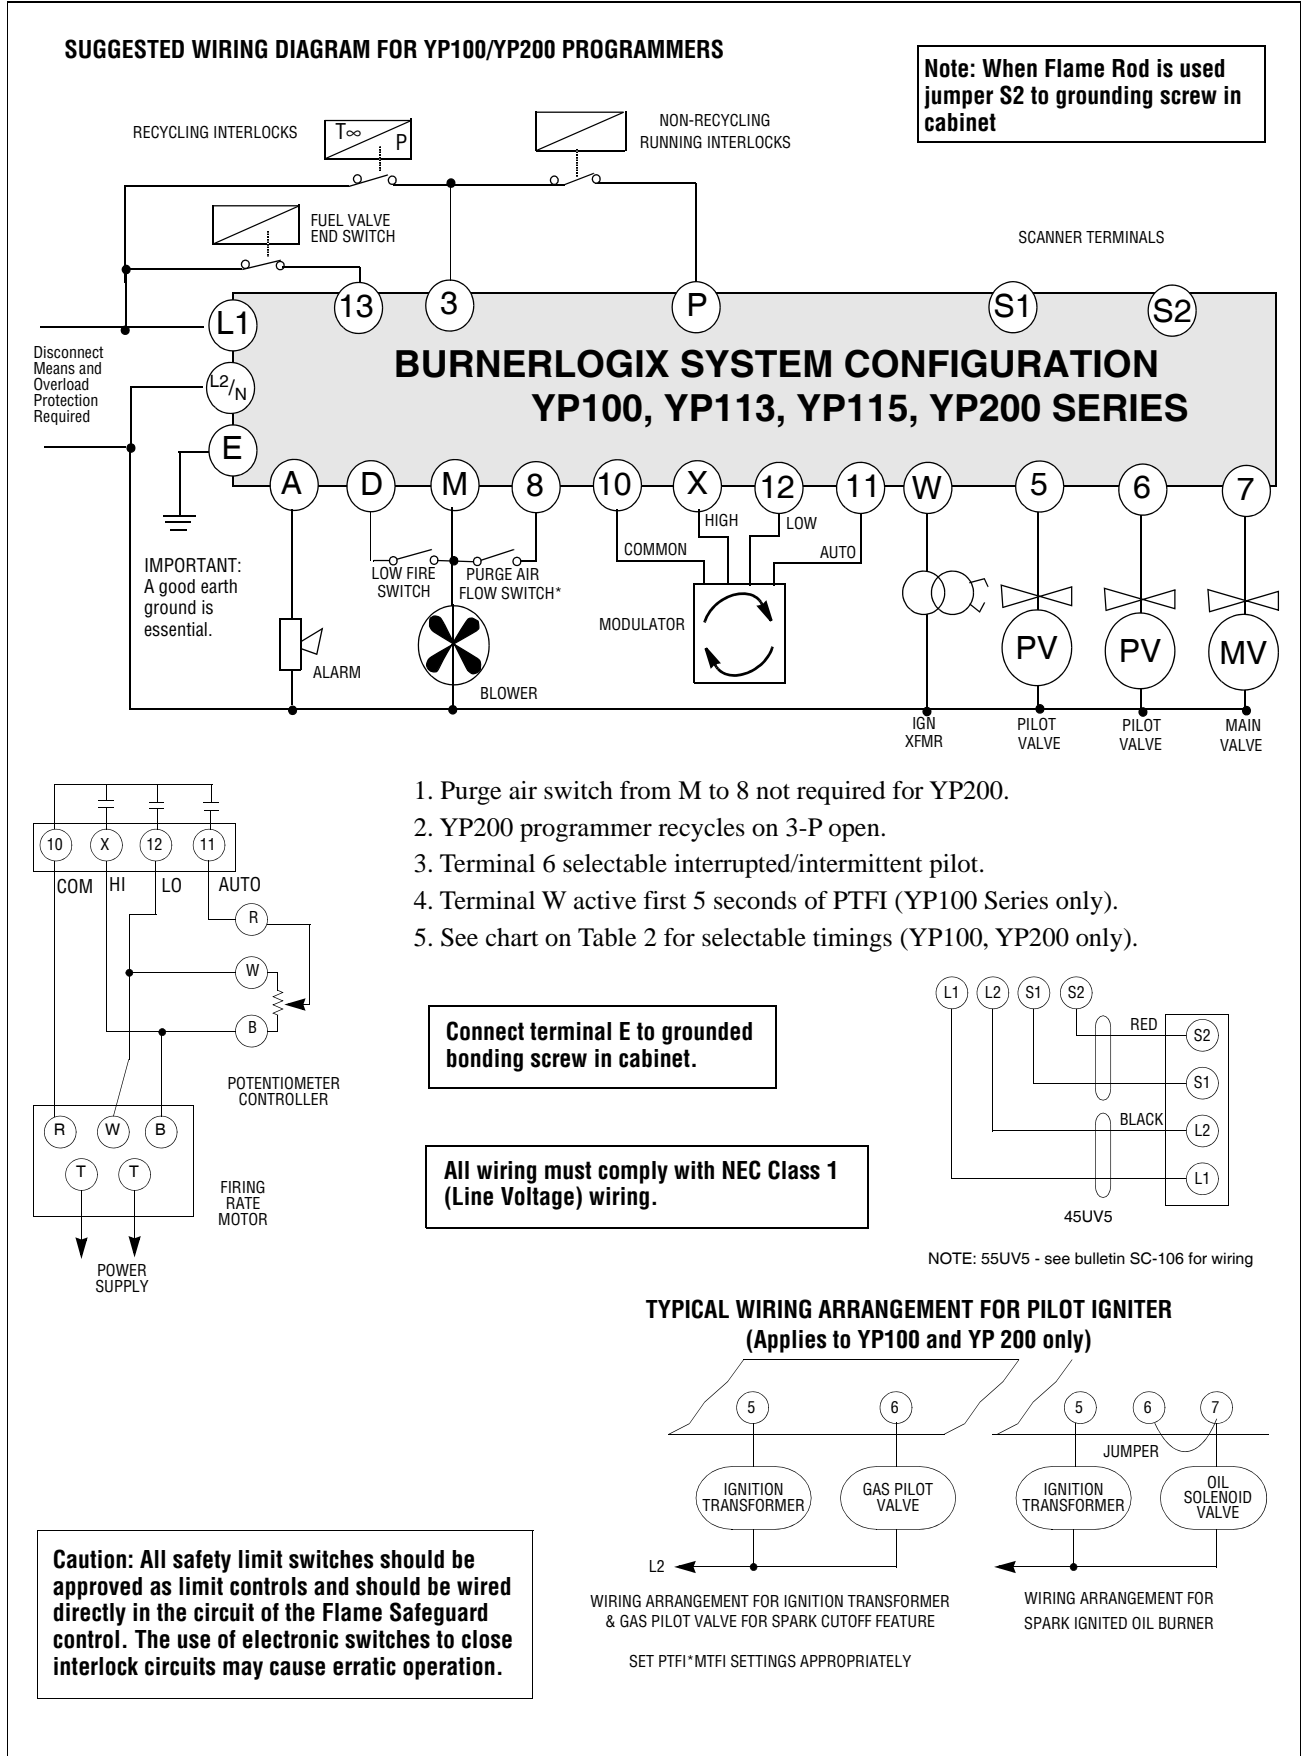 SUGGESTED WIRING DIAGRAM FOR YP100/YP200 PROGRAMMERS
Note: When Flame Rod is used
jumper S2 to grounding screw in
cabinet
RECYCLING INTERLOCKS
T∞
P
NON-RECYCLING
RUNNING INTERLOCKS
FUEL VALVE
END SWITCH
SCANNER TERMINALS
13
3
P
S1
S2
L1
L2/N
E
Disconnect
Means and
Overload
Protection
Required
BURNERLOGIX SYSTEM CONFIGURATION
YP100, YP113, YP115, YP200 SERIES
A
D
M
8
10
X
12
11
W
5
6
7
HIGH
LOW
COMMON
AUTO
IMPORTANT:
A good earth
ground is
essential.
LOW FIRE
SWITCH
PURGE AIR
FLOW SWITCH*
MODULATOR
PV
PV
MV
ALARM
BLOWER
IGN
XFMR
PILOT
VALVE
PILOT
VALVE
MAIN
VALVE
1. Purge air switch from M to 8 not required for YP200.
2. YP200 programmer recycles on 3-P open.
3. Terminal 6 selectable interrupted/intermittent pilot.
4. Terminal W active first 5 seconds of PTFI (YP100 Series only).
5. See chart on Table 2 for selectable timings (YP100, YP200 only).
10
X
12
11
COM
HI
LO
AUTO
R
W
B
POTENTIOMETER
CONTROLLER
R
W
B
T
T
FIRING
RATE
MOTOR
POWER
SUPPLY
Connect terminal E to grounded
bonding screw in cabinet.
All wiring must comply with NEC Class 1
(Line Voltage) wiring.
L1
L2
S1
S2
RED
S2
S1
BLACK
L2
L1
45UV5
NOTE: 55UV5 - see bulletin SC-106 for wiring
TYPICAL WIRING ARRANGEMENT FOR PILOT IGNITER
(Applies to YP100 and YP 200 only)
5
6
5
6
7
JUMPER
IGNITION
TRANSFORMER
GAS PILOT
VALVE
IGNITION
TRANSFORMER
OIL
SOLENOID
VALVE
L2
WIRING ARRANGEMENT FOR IGNITION TRANSFORMER
& GAS PILOT VALVE FOR SPARK CUTOFF FEATURE
SET PTFI*MTFI SETTINGS APPROPRIATELY
WIRING ARRANGEMENT FOR
SPARK IGNITED OIL BURNER
Caution: All safety limit switches should be
approved as limit controls and should be wired
directly in the circuit of the Flame Safeguard
control. The use of electronic switches to close
interlock circuits may cause erratic operation.